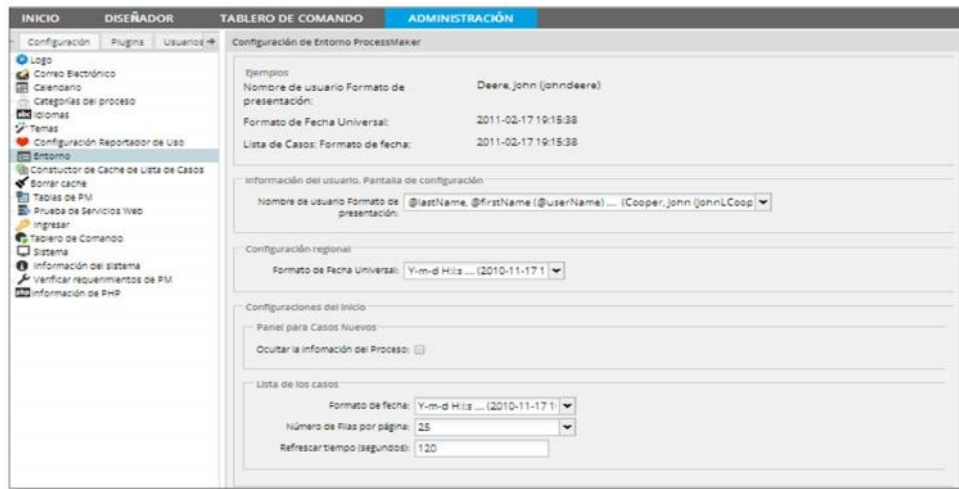 INICIO DISEÑADOR TABLERO DE COMANDO ADMINISTRACIÓN
Configuración Plugins Usuarios
Logo
Correo Electrónico
Calendario
Categorías del proceso
Idiomas
Temas
Configuración Reportador de Uso
Entorno
Constuctor de Cache de Lista de Casos
Borrar cache
Tablas de PM
Prueba de Servicios Web
Ingresar
Tablero de Comando
Sistema
Información del sistema
Verificar requerimientos de PM
Información de PHP
Configuración de Entorno ProcessMaker
Ejemplos
Nombre de usuario Formato de presentación: Deere, John (johndeere)
Formato de Fecha Universal: 2011-02-17 19:15:38
Lista de Casos: Formato de fecha: 2011-02-17 19:15:38
Información del usuario, Pantalla de configuración
Nombre de usuario Formato de presentación: @lastName, @firstName (@userName) .... (Cooper, John (JohnLCoop
Configuración regional
Formato de Fecha Universal: Y-m-d H:i:s .... (2010-11-17 1
Configuraciones del Inicio
Panel para Casos Nuevos
Ocultar la Infomación del Proceso:
Lista de los casos
Formato de fecha: Y-m-d H:i:s .... (2010-11-17 1
Número de Filas por página: 25
Refrescar tiempo (segundos): 120